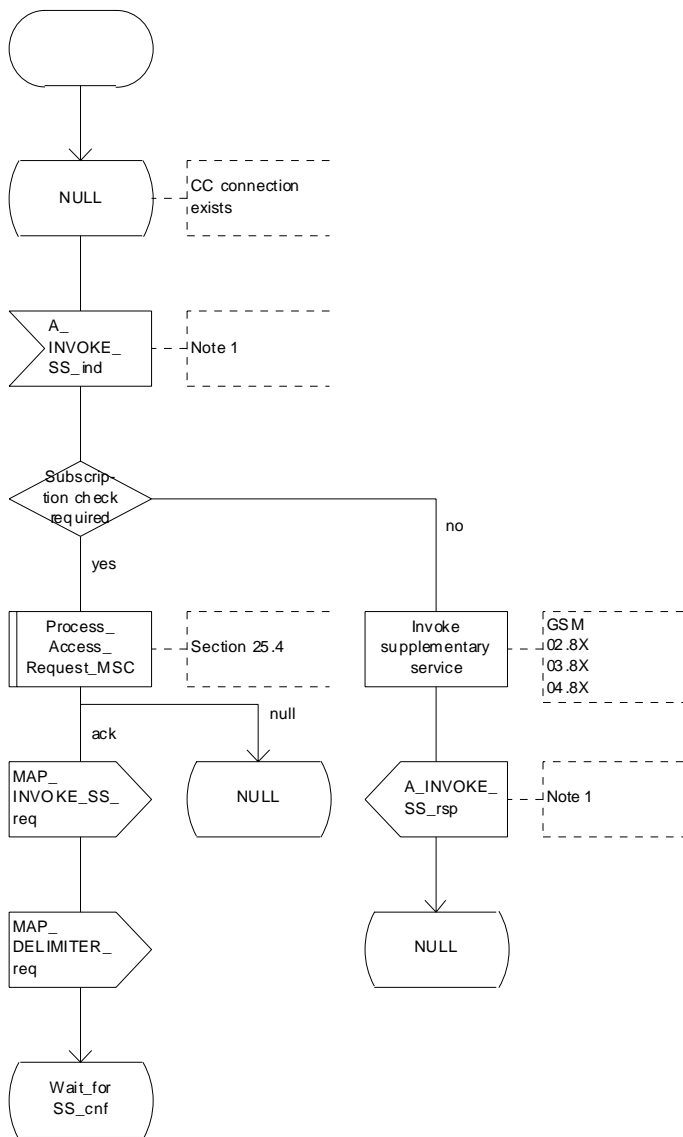 NULL
CC connection
exists
A_
INVOKE_
SS_ind
Note 1
Subscrip-
tion check
required
no
yes
Process_
Access_
Request_MSC
Section 25.4
Invoke
supplementary
service
GSM
02.8X
03.8X
04.8X
null
ack
MAP_
INVOKE_SS_
req
NULL
A_INVOKE_
SS_rsp
Note 1
MAP_
DELIMITER_
req
NULL
Wait_for
SS_cnf